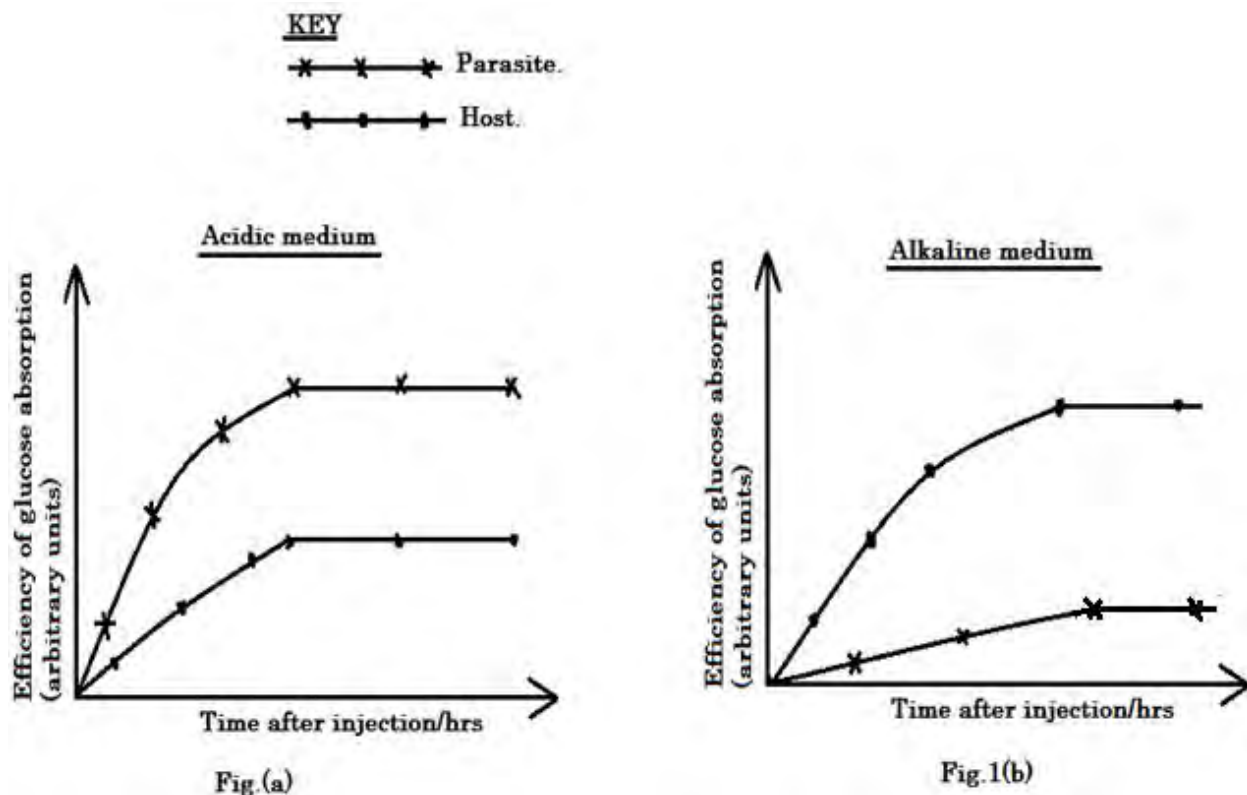 KEY
Parasite.
Host.
Acidic medium
Efficiency of glucose absorption
(arbitrary units)
Time after injection/hrs
Fig.(a)
Alkaline medium
Efficiency of glucose absorption
(arbitrary units)
Time after injection/hrs
Fig.1(b)